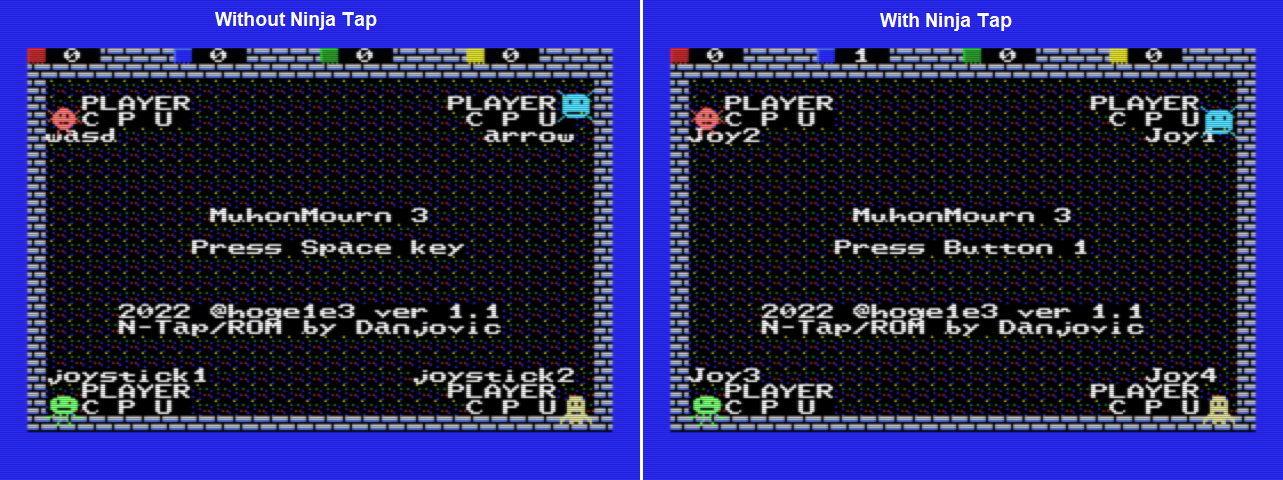 Without Ninja Tap
0 0 0 0
PLAYER PLAYER
C P U C P U
wasd arrow
MuhonMourn 3
Press Space key
2022 @hoge1e3 ver 1.1
N-Tap/ROM by Danjovic
joystick1 joystick2
PLAYER PLAYER
C P U C P U
With Ninja Tap
0 1 0 0
PLAYER PLAYER
C P U C P U
Joy2 Joy1
MuhonMourn 3
Press Button 1
2022 @hoge1e3 ver 1.1
N-Tap/ROM by Danjovic
Joy3 Joy4
PLAYER PLAYER
C P U C P U